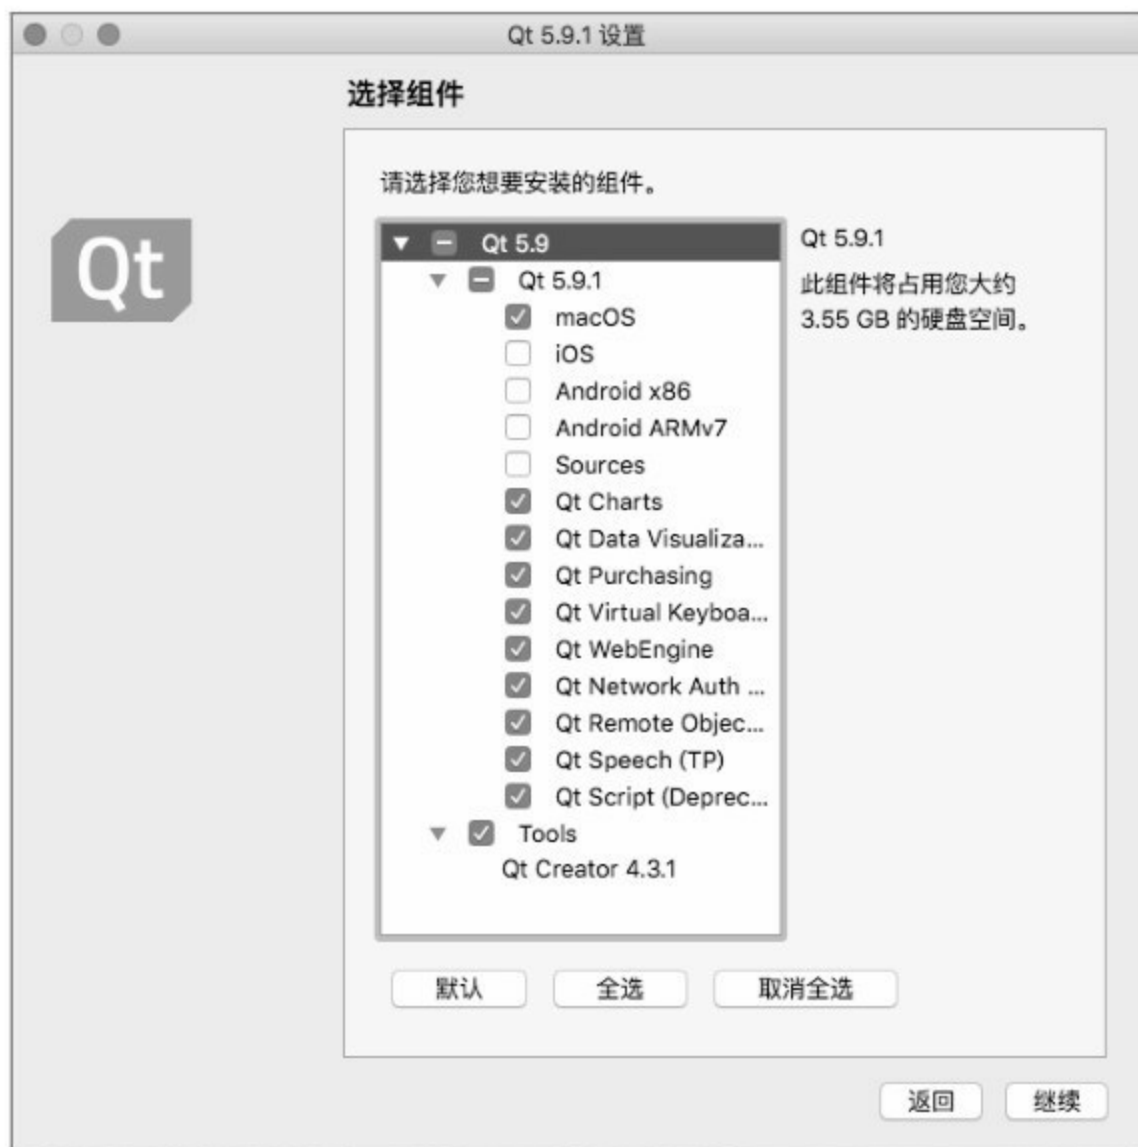 Qt 5.9.1 设置
选择组件
请选择您想要安装的组件。
Qt
Qt 5.9
Qt 5.9.1
macOS
iOS
Android x86
Android ARMv7
Sources
Qt Charts
Qt Data Visualiza...
Qt Purchasing
Qt Virtual Keyboa...
Qt WebEngine
Qt Network Auth ...
Qt Remote Objec...
Qt Speech (TP)
Qt Script (Deprec...
Tools
Qt Creator 4.3.1
Qt 5.9.1
此组件将占用您大约
3.55 GB 的硬盘空间。
默认
全选
取消全选
返回
继续